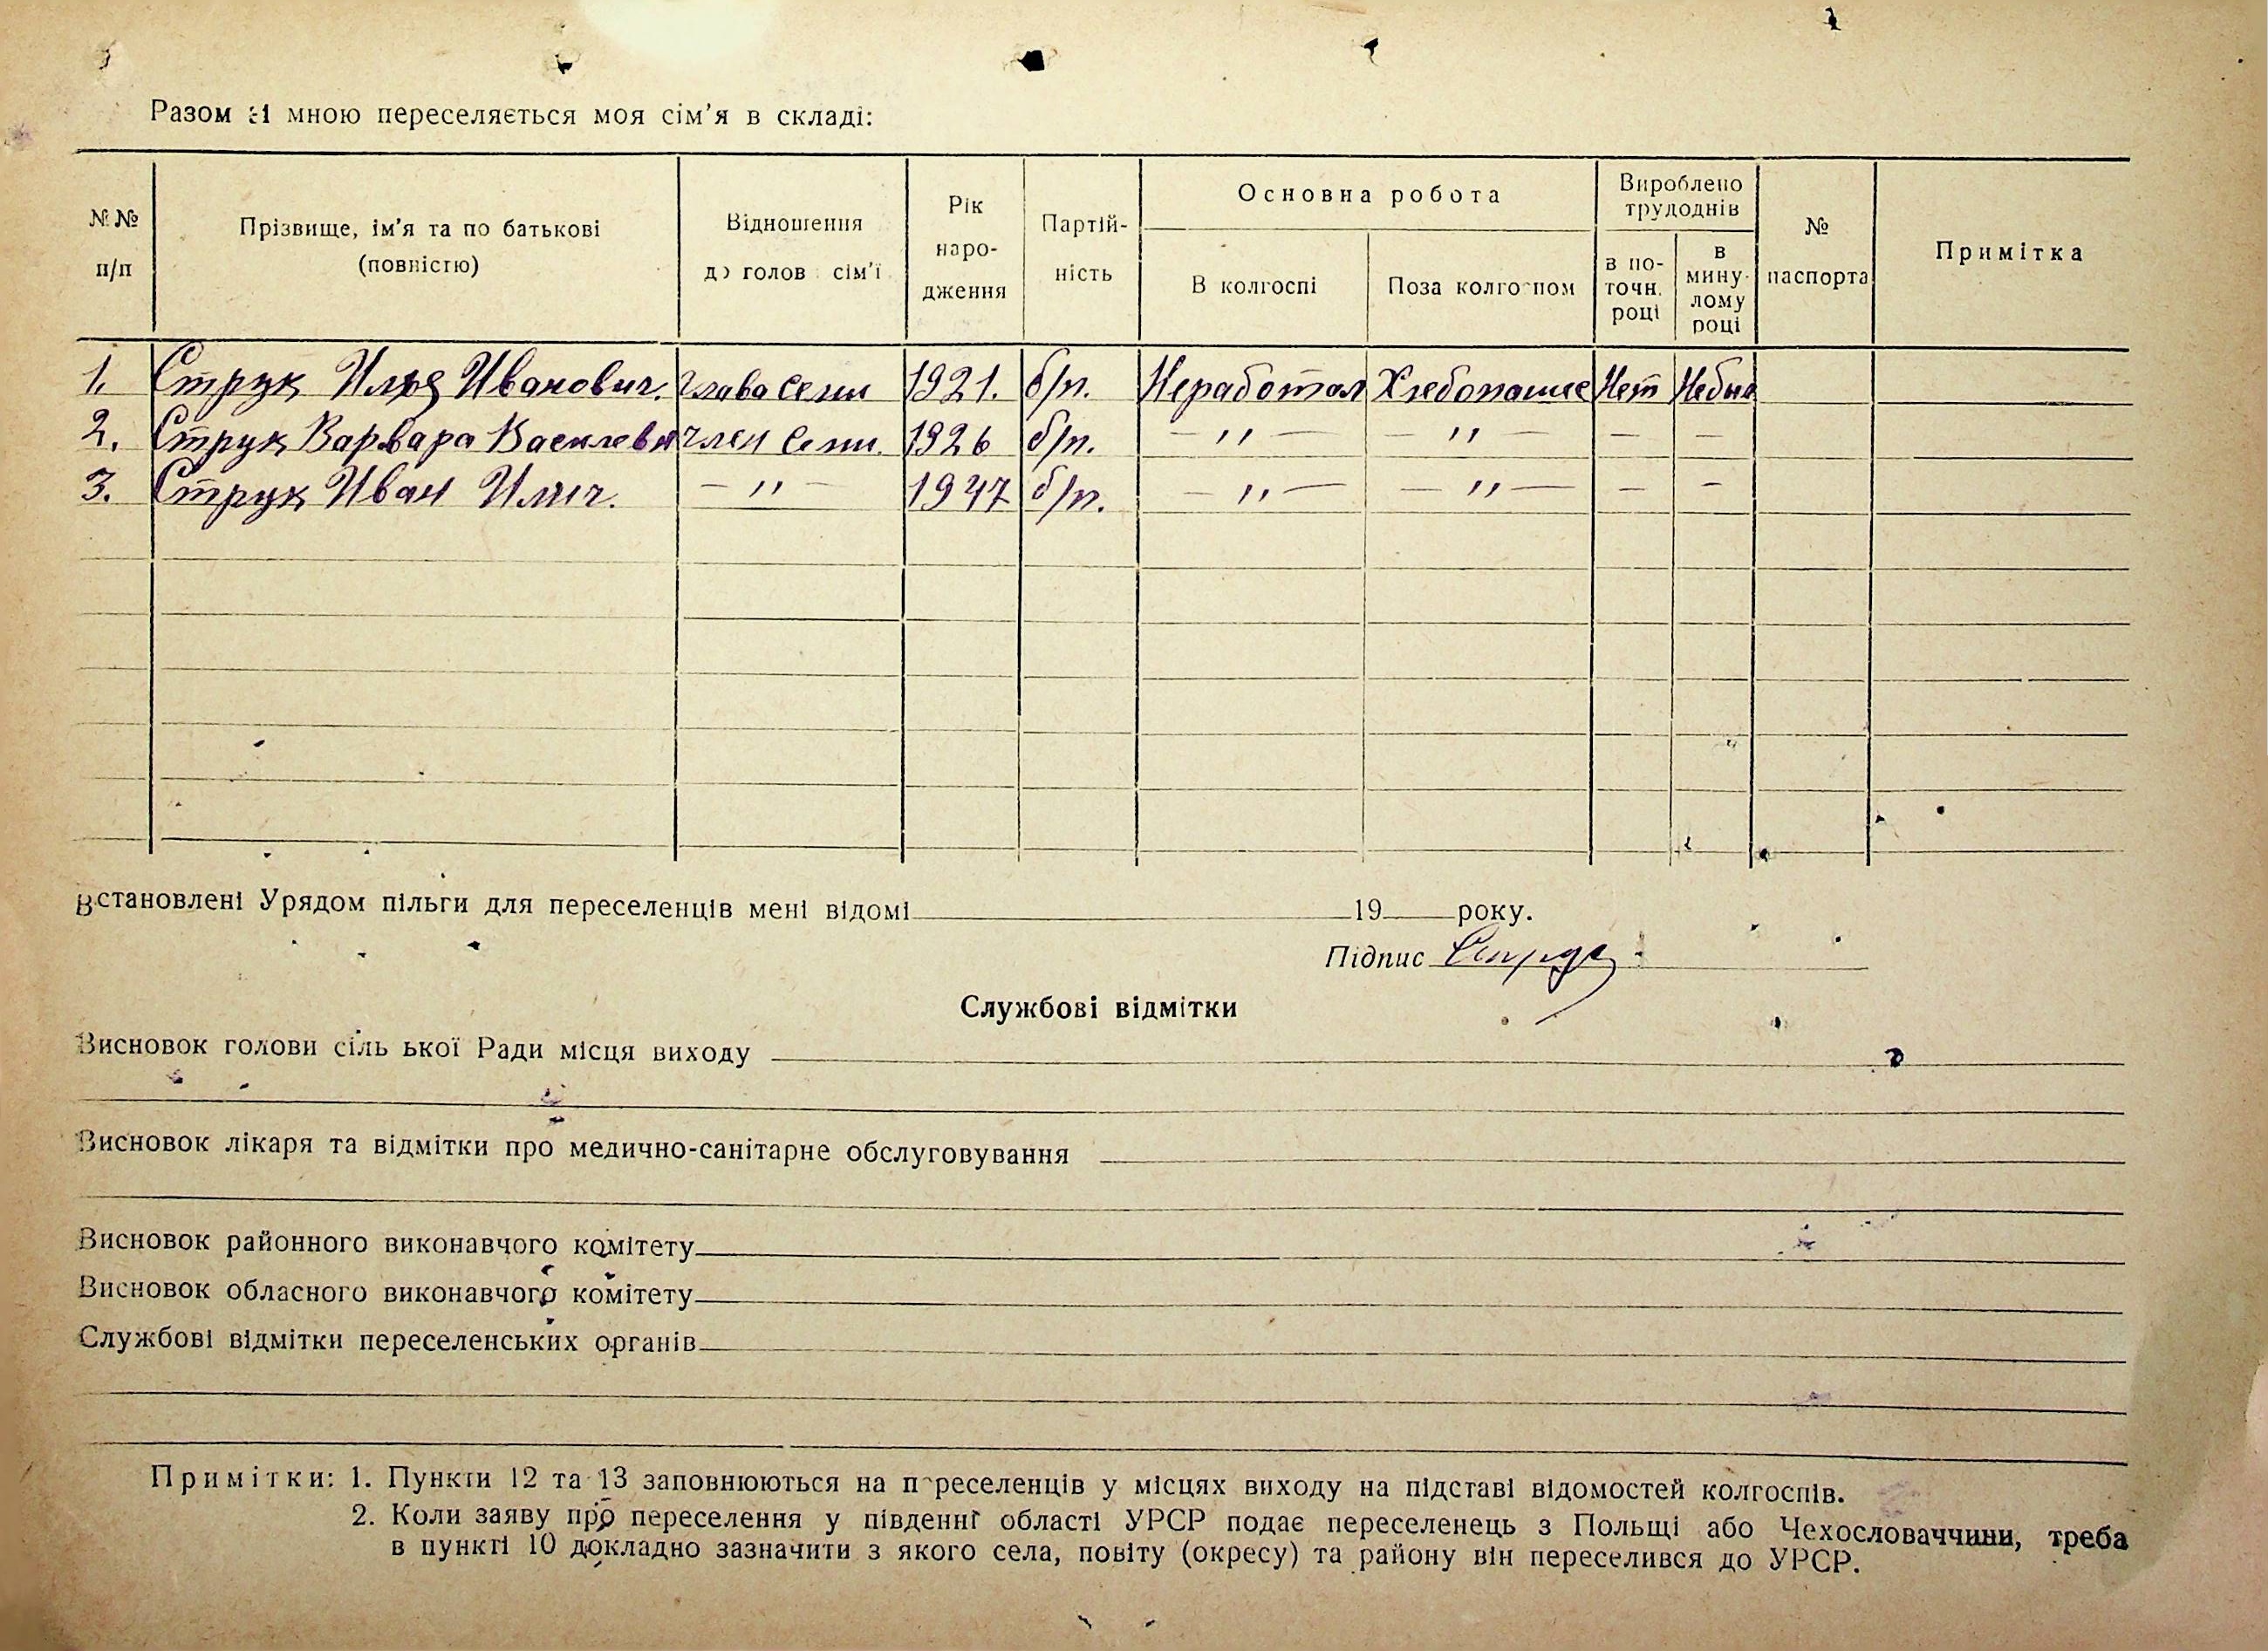 Разом зі мною переселяється моя сім'я в складі:
№№ п/п | Прізвище, ім'я та по батькові (повністю) | Відношення до голов сім'ї | Рік народження | Партійність | Основна робота | Вироблено трудоднів | № паспорта | Примітка
В колгоспі | Поза колгоспом | в поточн. році | в минулому році
1. Струк Илья Иванович. глава семи 1921. б/п. Неработал Хлебопашец Нет Небыл
2. Струк Варвара Василевн член семи. 1926 б/п. — '' — — '' — — —
3. Струк Иван Илич. — '' — 1947 б/п. — '' — — '' — — —
Встановлені Урядом пільги для переселенців мені відомі 19 року.
Підпис Струк
Службові відмітки
Висновок голови сільської Ради місця виходу
Висновок лікаря та відмітки про медично-санітарне обслуговування
Висновок районного виконавчого комітету
Висновок обласного виконавчого комітету
Службові відмітки переселенських органів
Примітки: 1. Пункти 12 та 13 заповнюються на переселенців у місцях виходу на підставі відомостей колгоспів.
2. Коли заяву про переселення у південні області УРСР подає переселенець з Польщі або Чехословаччини, треба
в пункті 10 докладно зазначити з якого села, повіту (окресу) та району він переселився до УРСР.